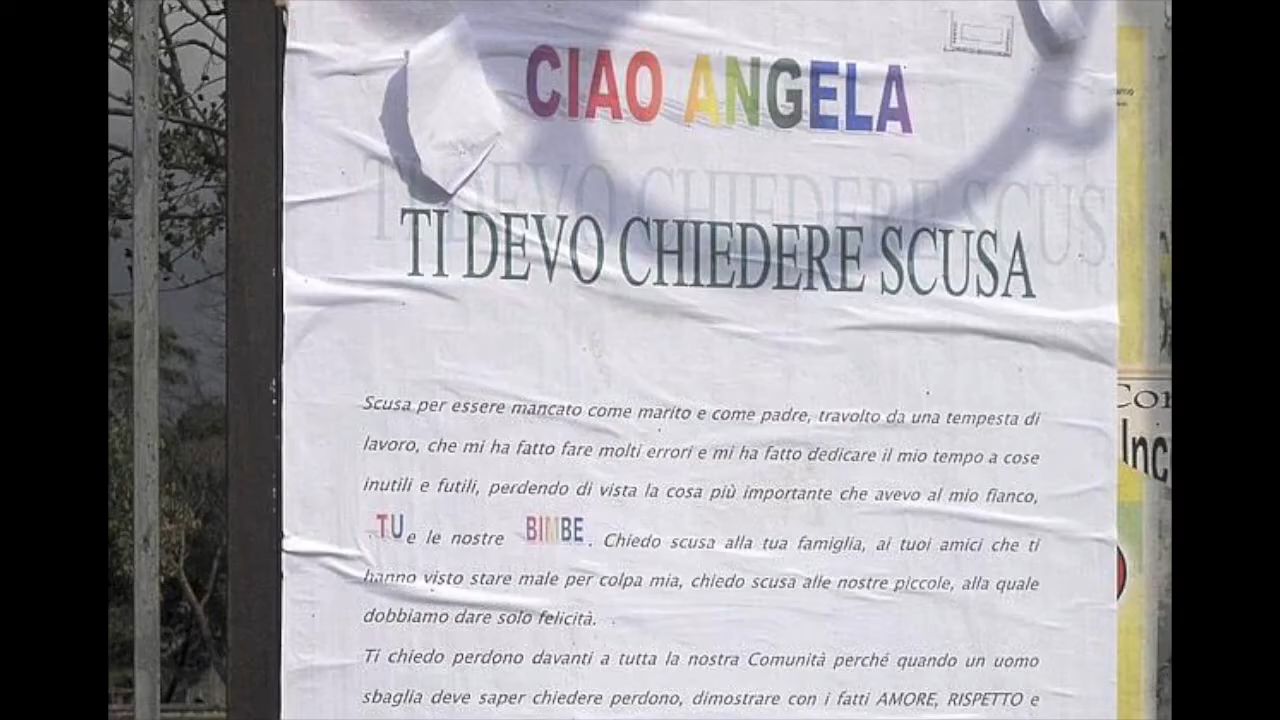 CIAO ANGELA
TI DEVO CHIEDERE SCUSA
Scusa per essere mancato come marito e come padre, travolto da una tempesta di
lavoro, che mi ha fatto fare molti errori e mi ha fatto dedicare il mio tempo a cose
inutili e futili, perdendo di vista la cosa più importante che avevo al mio fianco,
TU e le nostre BIMBE. Chiedo scusa alla tua famiglia, ai tuoi amici che ti
hanno visto stare male per colpa mia, chiedo scusa alle nostre piccole, alla quale
dobbiamo dare solo felicità.
Ti chiedo perdono davanti a tutta la nostra Comunità perché quando un uomo
sbaglia deve saper chiedere perdono, dimostrare con i fatti AMORE, RISPETTO e